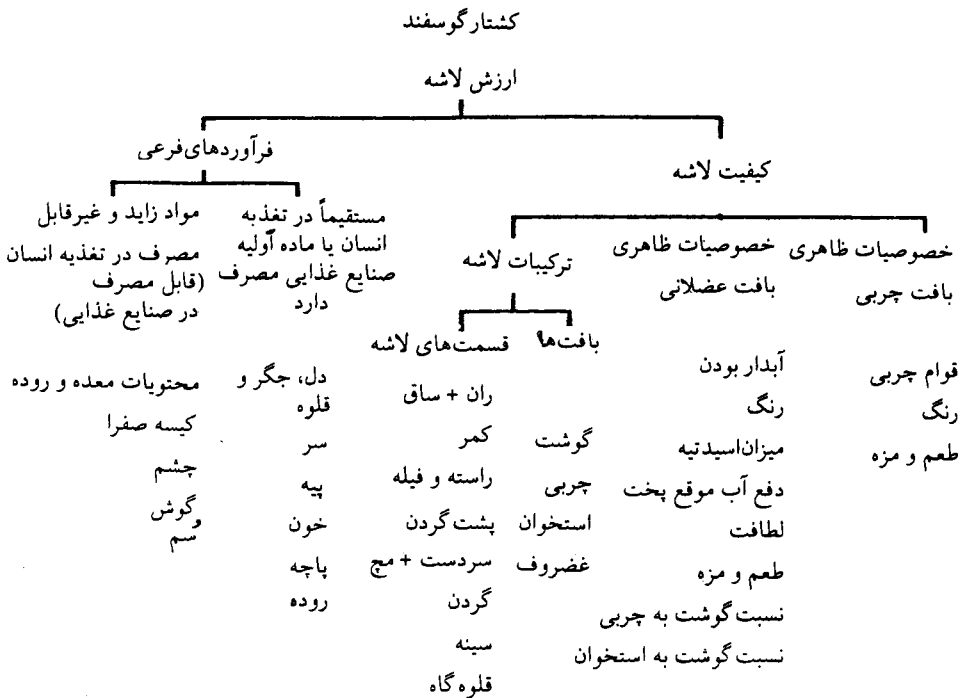 کشتار گوسفند
ارزش لاشه
کیفیت لاشه
خصوصیات ظاهری
بافت چربی
قوام چربی
رنگ
طعم و مزه
خصوصیات ظاهری
بافت عضلانی
آبدار بودن
رنگ
میزان اسیدتیه
دفع آب موقع پخت
لطافت
طعم و مزه
نسبت گوشت به چربی
نسبت گوشت به استخوان
ترکیبات لاشه
بافت‌ها
گوشت
چربی
استخوان
غضروف
قسمت‌های لاشه
ران + ساق
کمر
راسته و فیله
پشت گردن
سردست + مچ
گردن
سینه
قلوه گاه
فرآوردهای فرعی
مستقیماً در تغذبه
انسان یا ماده آولیه
صنایع غذایی مصرف
دارد
دل، جگر و
قلوه
سر
پیه
خون
پاچه
روده
مواد زاید و غیرقابل
مصرف در تغذیه انسان
(قابل مصرف
در صنایع غذایی)
محتویات معده و روده
کیسه صفرا
چشم
گوش
سُم